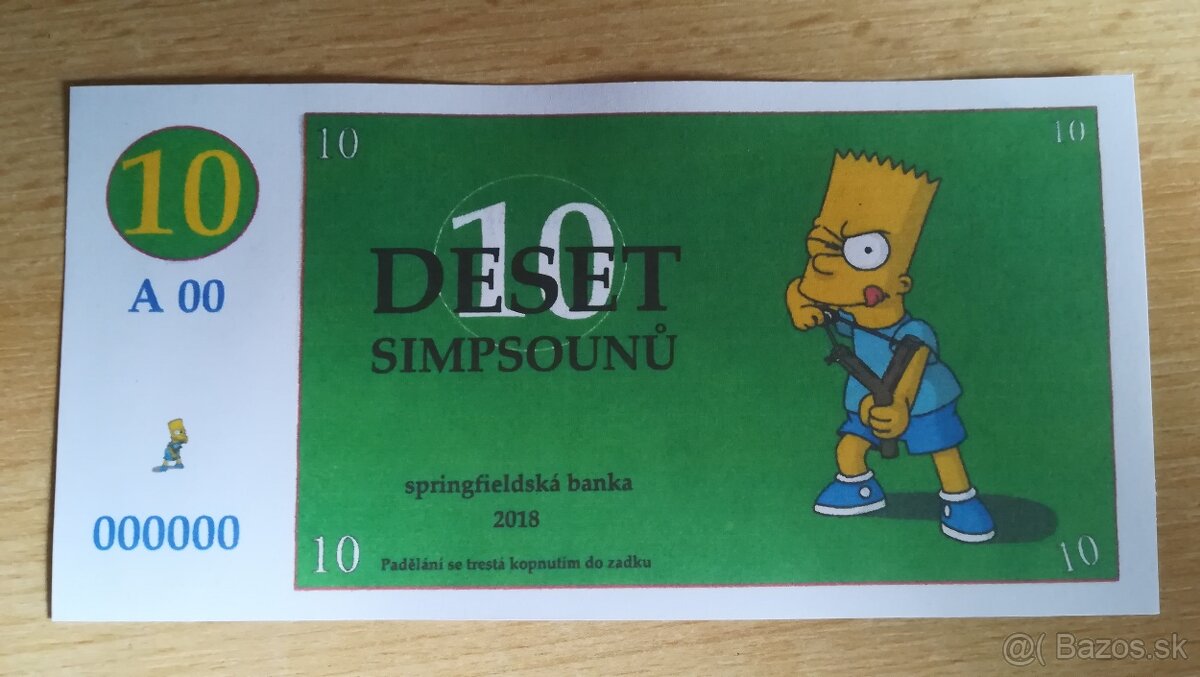 10
A 00
000000
10
10
10
DESET
SIMPSOUNŮ
springfieldská banka
2018
Padělání se trestá kopnutím do zadku
10
10
@( Bazos.sk